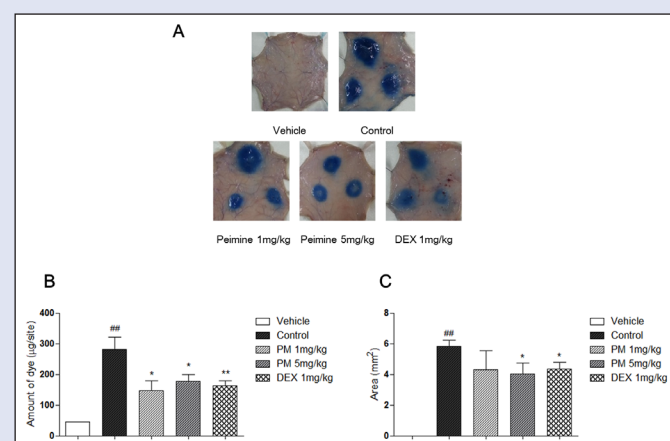 A
Vehicle Control
Peimine 1mg/kg Peimine 5mg/kg DEX 1mg/kg
B
Amount of dye (μg/site)
400
300
200
100
0
##
*
*
**
Vehicle
Control
PM 1mg/kg
PM 5mg/kg
DEX 1mg/kg
C
Area (mm²)
8
6
4
2
0
##
*
*
Vehicle
Control
PM 1mg/kg
PM 5mg/kg
DEX 1mg/kg